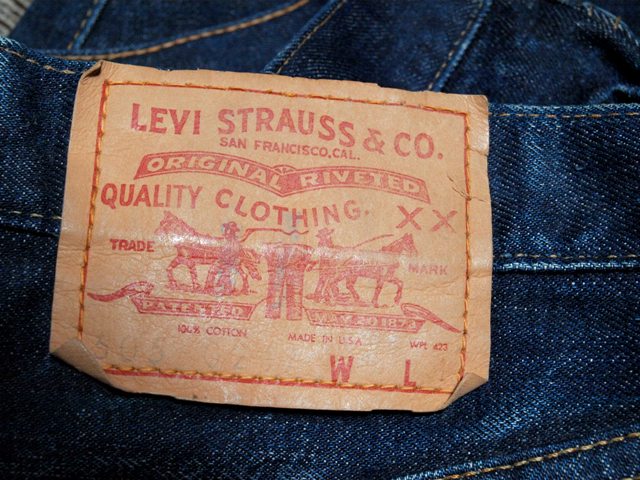 LEVI STRAUSS & CO.
SAN FRANCISCO, CAL.
ORIGINAL RIVETED
QUALITY CLOTHING. XX
TRADE MARK
PATENTED MAY 20 1873
100% COTTON MADE IN U.S.A. WPL 423
W L